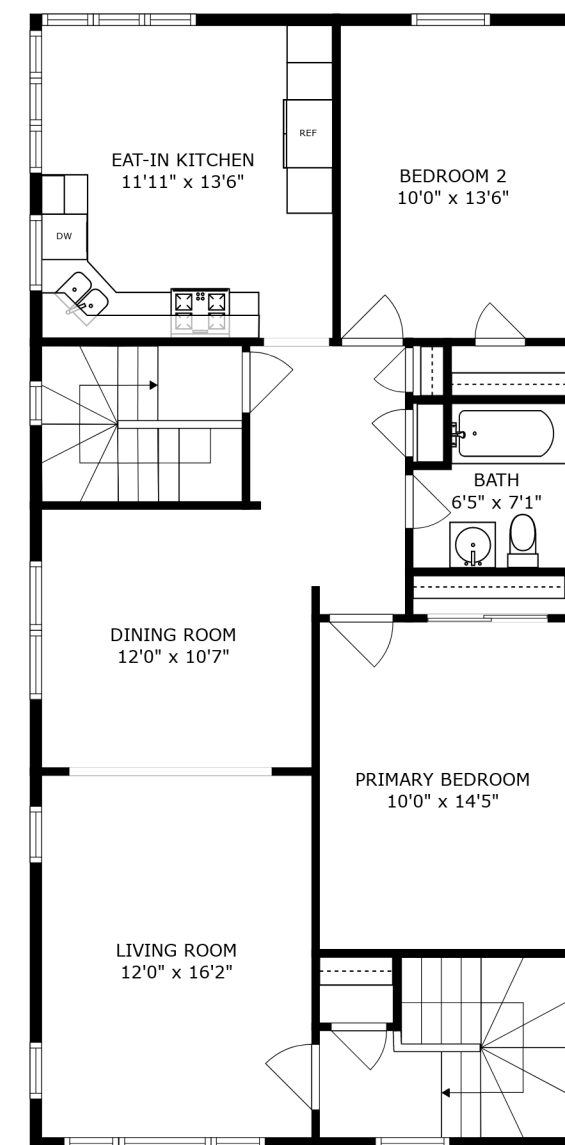 REF
EAT-IN KITCHEN
11'11" x 13'6"
BEDROOM 2
10'0" x 13'6"
DW
BATH
6'5" x 7'1"
DINING ROOM
12'0" x 10'7"
PRIMARY BEDROOM
10'0" x 14'5"
LIVING ROOM
12'0" x 16'2"